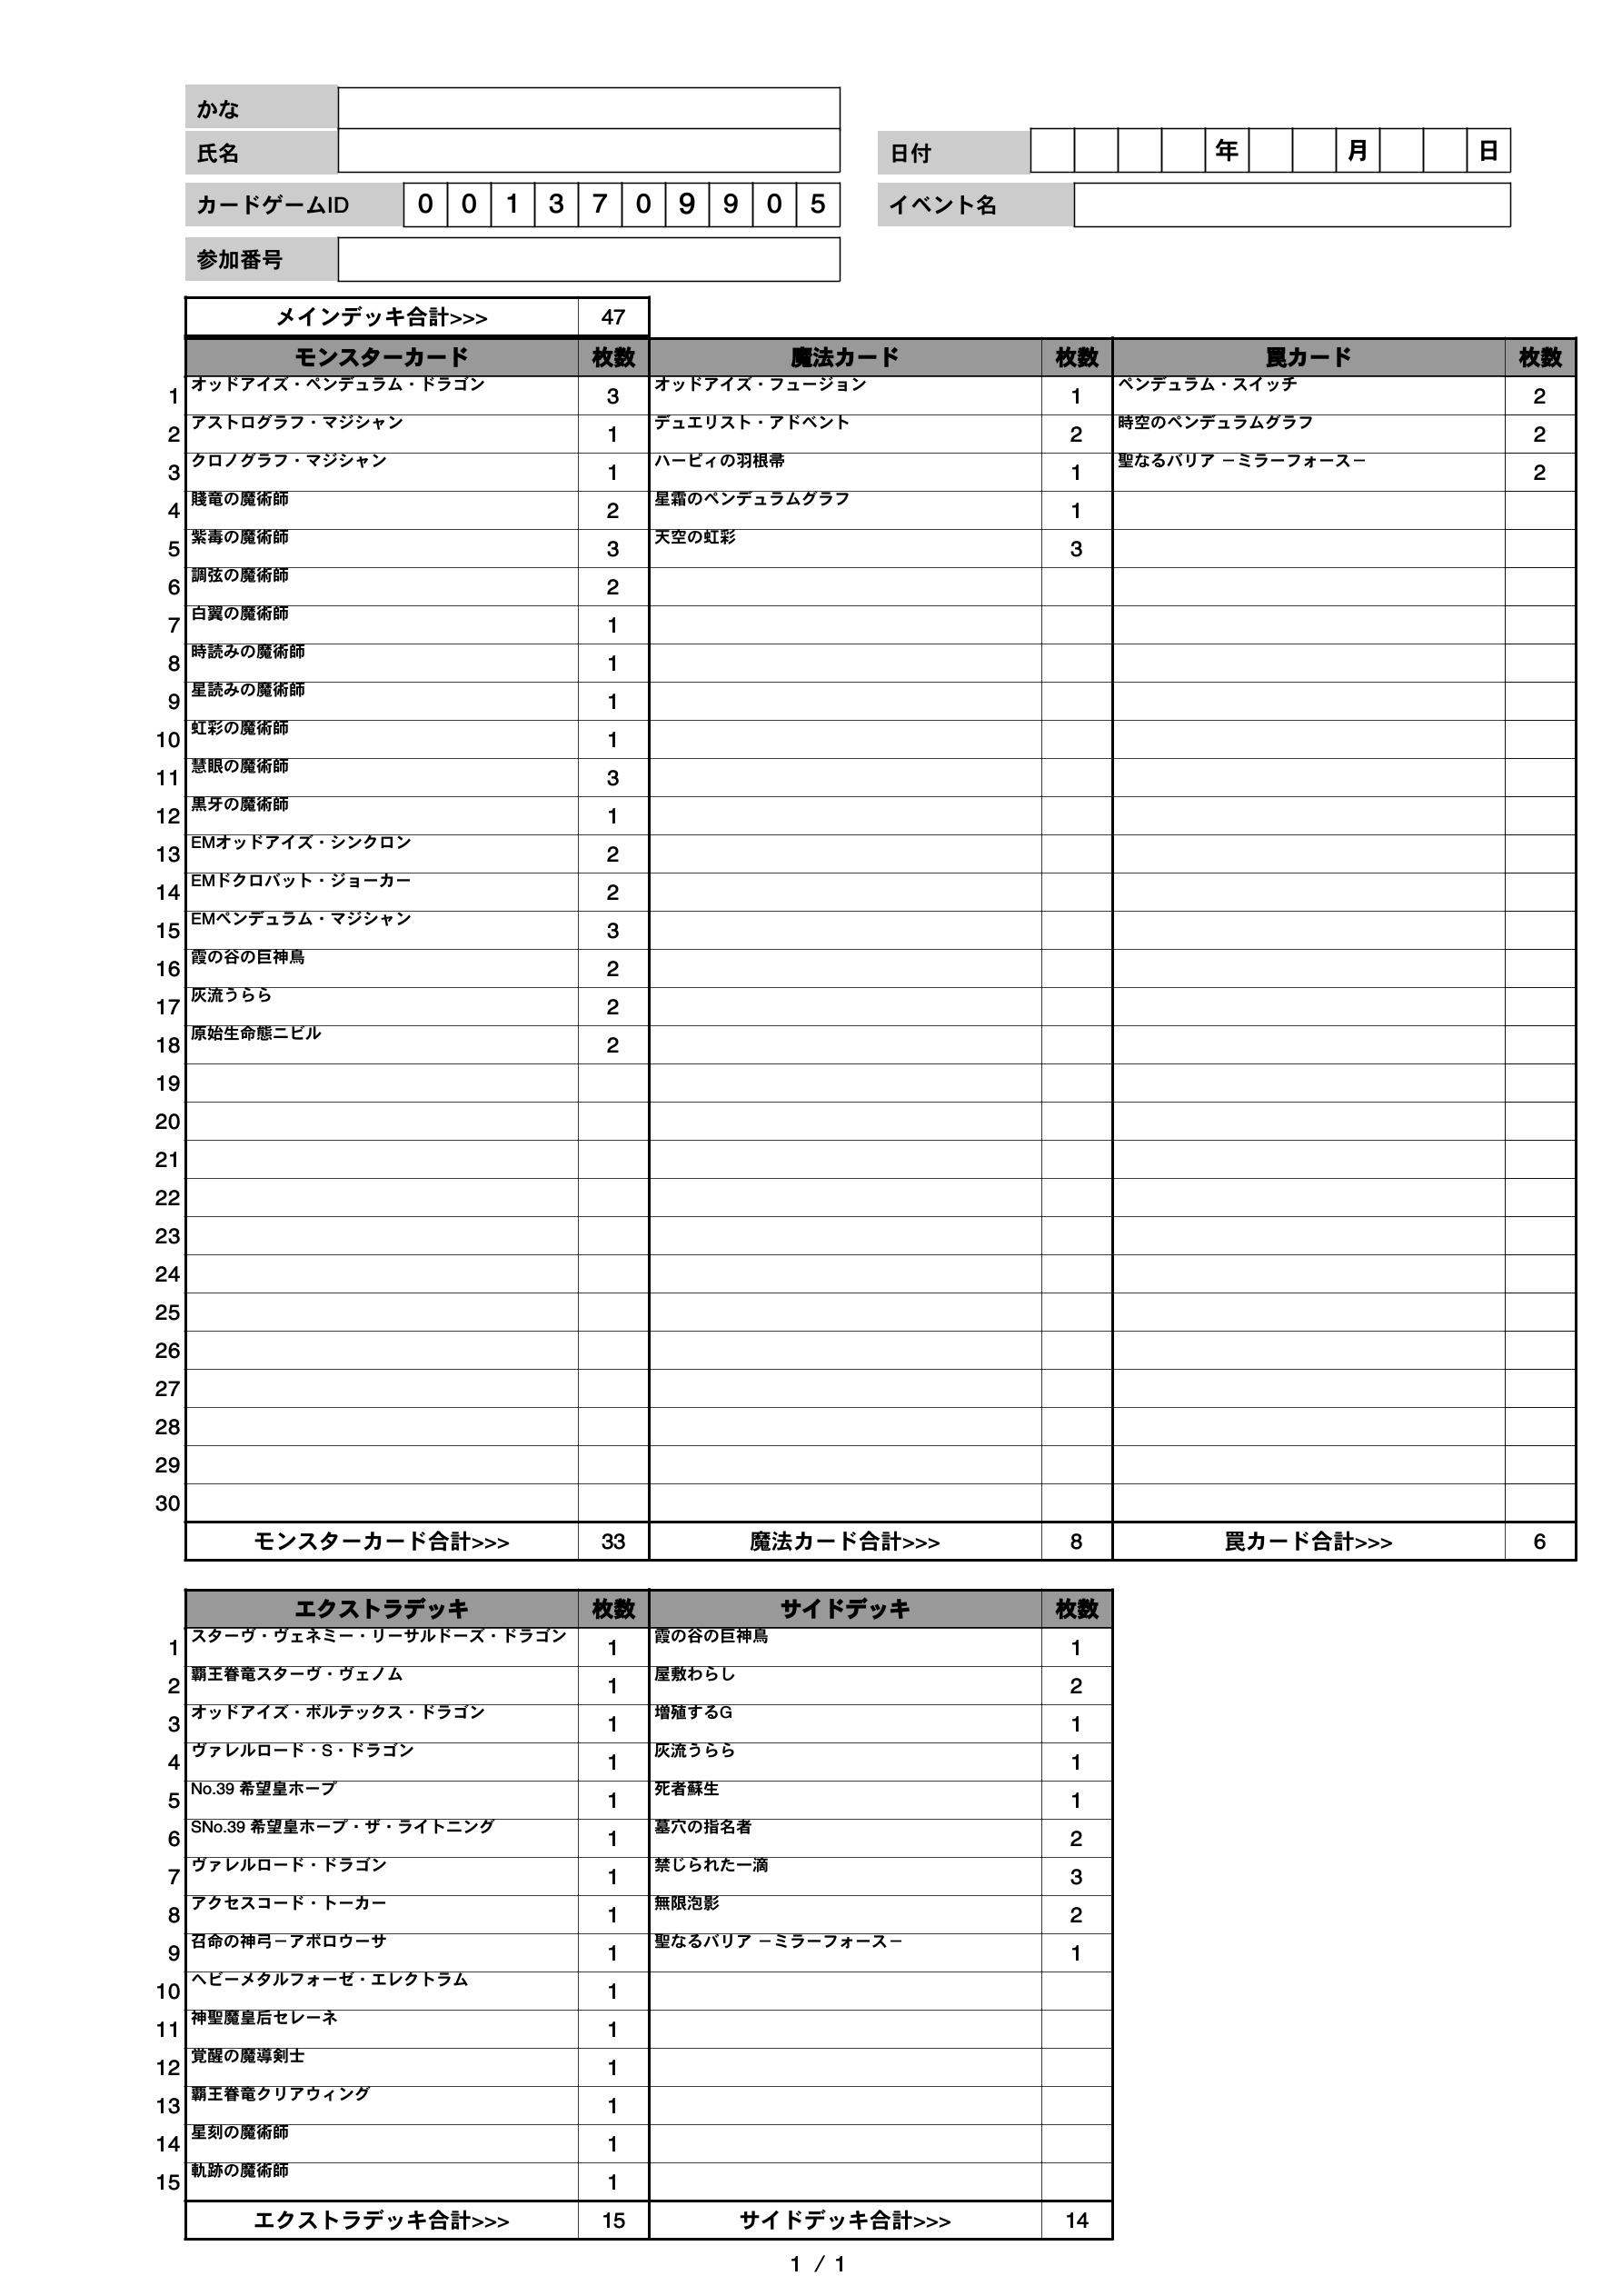 かな
氏名
日付 年 月 日
カードゲームID 0 0 1 3 7 0 9 9 0 5 イベント名
参加番号
メインデッキ合計>>> 47
モンスターカード 枚数 魔法カード 枚数 罠カード 枚数
1 オッドアイズ・ペンデュラム・ドラゴン 3 オッドアイズ・フュージョン 1 ペンデュラム・スイッチ 2
2 アストログラフ・マジシャン 1 デュエリスト・アドベント 2 時空のペンデュラムグラフ 2
3 クロノグラフ・マジシャン 1 ハーピィの羽根帚 1 聖なるバリア －ミラーフォース－ 2
4 賤竜の魔術師 2 星霜のペンデュラムグラフ 1
5 紫毒の魔術師 3 天空の虹彩 3
6 調弦の魔術師 2
7 白翼の魔術師 1
8 時読みの魔術師 1
9 星読みの魔術師 1
10 虹彩の魔術師 1
11 慧眼の魔術師 3
12 黒牙の魔術師 1
13 EMオッドアイズ・シンクロン 2
14 EMドクロバット・ジョーカー 2
15 EMペンデュラム・マジシャン 3
16 霞の谷の巨神鳥 2
17 灰流うらら 2
18 原始生命態ニビル 2
19
20
21
22
23
24
25
26
27
28
29
30
モンスターカード合計>>> 33 魔法カード合計>>> 8 罠カード合計>>> 6
エクストラデッキ 枚数 サイドデッキ 枚数
1 スターヴ・ヴェネミー・リーサルドーズ・ドラゴン 1 霞の谷の巨神鳥 1
2 覇王眷竜スターヴ・ヴェノム 1 屋敷わらし 2
3 オッドアイズ・ボルテックス・ドラゴン 1 増殖するG 1
4 ヴァレルロード・S・ドラゴン 1 灰流うらら 1
5 No.39 希望皇ホープ 1 死者蘇生 1
6 SNo.39 希望皇ホープ・ザ・ライトニング 1 墓穴の指名者 2
7 ヴァレルロード・ドラゴン 1 禁じられた一滴 3
8 アクセスコード・トーカー 1 無限泡影 2
9 召命の神弓－アポロウーサ 1 聖なるバリア －ミラーフォース－ 1
10 ヘビーメタルフォーゼ・エレクトラム 1
11 神聖魔皇后セレーネ 1
12 覚醒の魔導剣士 1
13 覇王眷竜クリアウィング 1
14 星刻の魔術師 1
15 軌跡の魔術師 1
エクストラデッキ合計>>> 15 サイドデッキ合計>>> 14
1 / 1